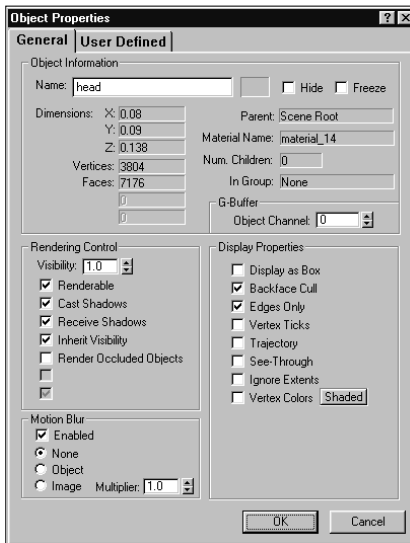 Object Properties
General User Defined
Object Information
Name: head Hide Freeze
Dimensions: X: 0.08
Y: 0.09
Z: 0.138
Vertices: 3804
Faces: 7176
0
0
Parent: Scene Root
Material Name: material_14
Num. Children: 0
In Group: None
G-Buffer
Object Channel: 0
Rendering Control
Visibility: 1.0
Renderable
Cast Shadows
Receive Shadows
Inherit Visibility
Render Occluded Objects
Motion Blur
Enabled
None
Object
Image Multiplier: 1.0
Display Properties
Display as Box
Backface Cull
Edges Only
Vertex Ticks
Trajectory
See-Through
Ignore Extents
Vertex Colors Shaded
OK Cancel